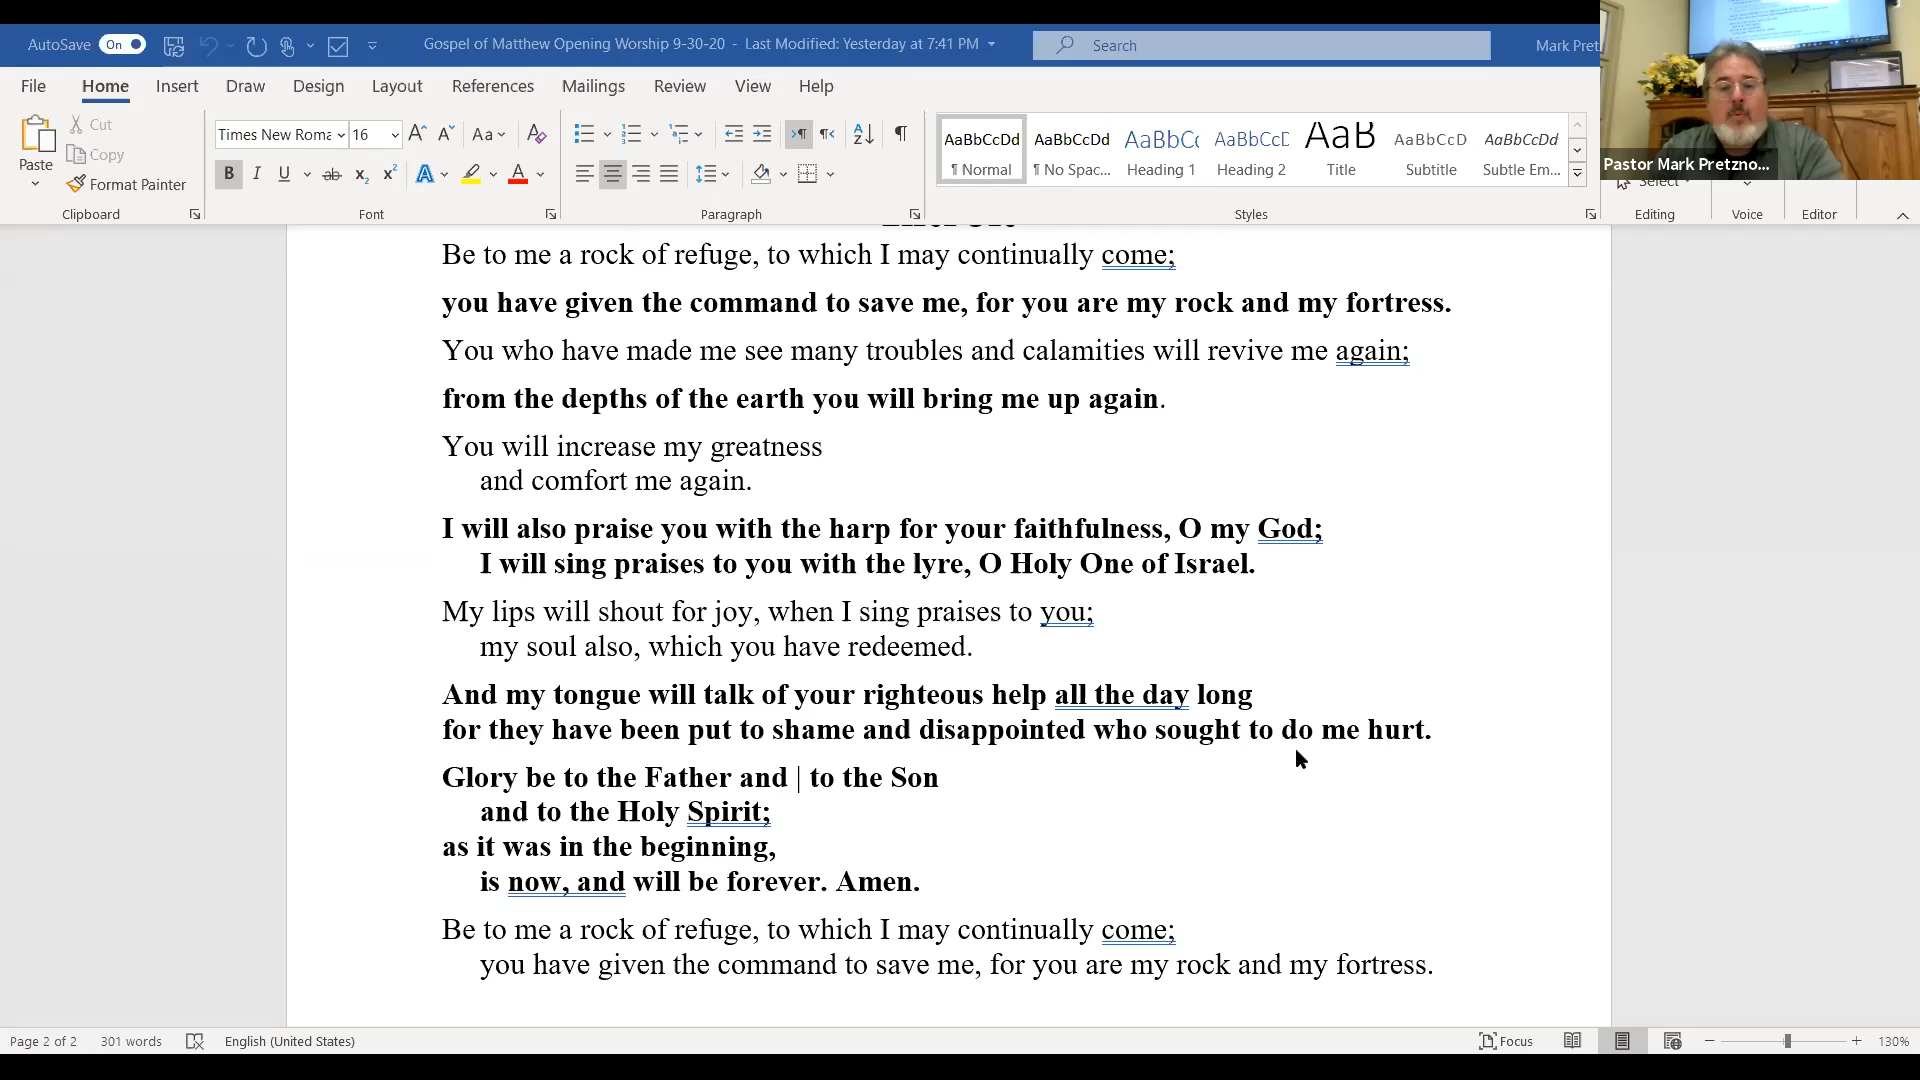 AutoSave On Gospel of Matthew Opening Worship 9-30-20 - Last Modified: Yesterday at 7:41 PM Search Mark Pret
File Home Insert Draw Design Layout References Mailings Review View Help
Paste Cut Copy Format Painter
Clipboard
Times New Roma 16
Aa
B I U ab x₂ x² A A
Font
Paragraph
AaBbCcDd AaBbCcDd AaBbCc AaBbCcE AaB AaBbCcD AaBbCcDd
¶ Normal ¶ No Spac... Heading 1 Heading 2 Title Subtitle Subtle Em...
Styles
Select
Editing Voice Editor
Pastor Mark Pretzno...
Be to me a rock of refuge, to which I may continually come;
you have given the command to save me, for you are my rock and my fortress.
You who have made me see many troubles and calamities will revive me again;
from the depths of the earth you will bring me up again.
You will increase my greatness
and comfort me again.
I will also praise you with the harp for your faithfulness, O my God;
I will sing praises to you with the lyre, O Holy One of Israel.
My lips will shout for joy, when I sing praises to you;
my soul also, which you have redeemed.
And my tongue will talk of your righteous help all the day long
for they have been put to shame and disappointed who sought to do me hurt.
Glory be to the Father and | to the Son
and to the Holy Spirit;
as it was in the beginning,
is now, and will be forever. Amen.
Be to me a rock of refuge, to which I may continually come;
you have given the command to save me, for you are my rock and my fortress.
Page 2 of 2 301 words English (United States) Focus 130%